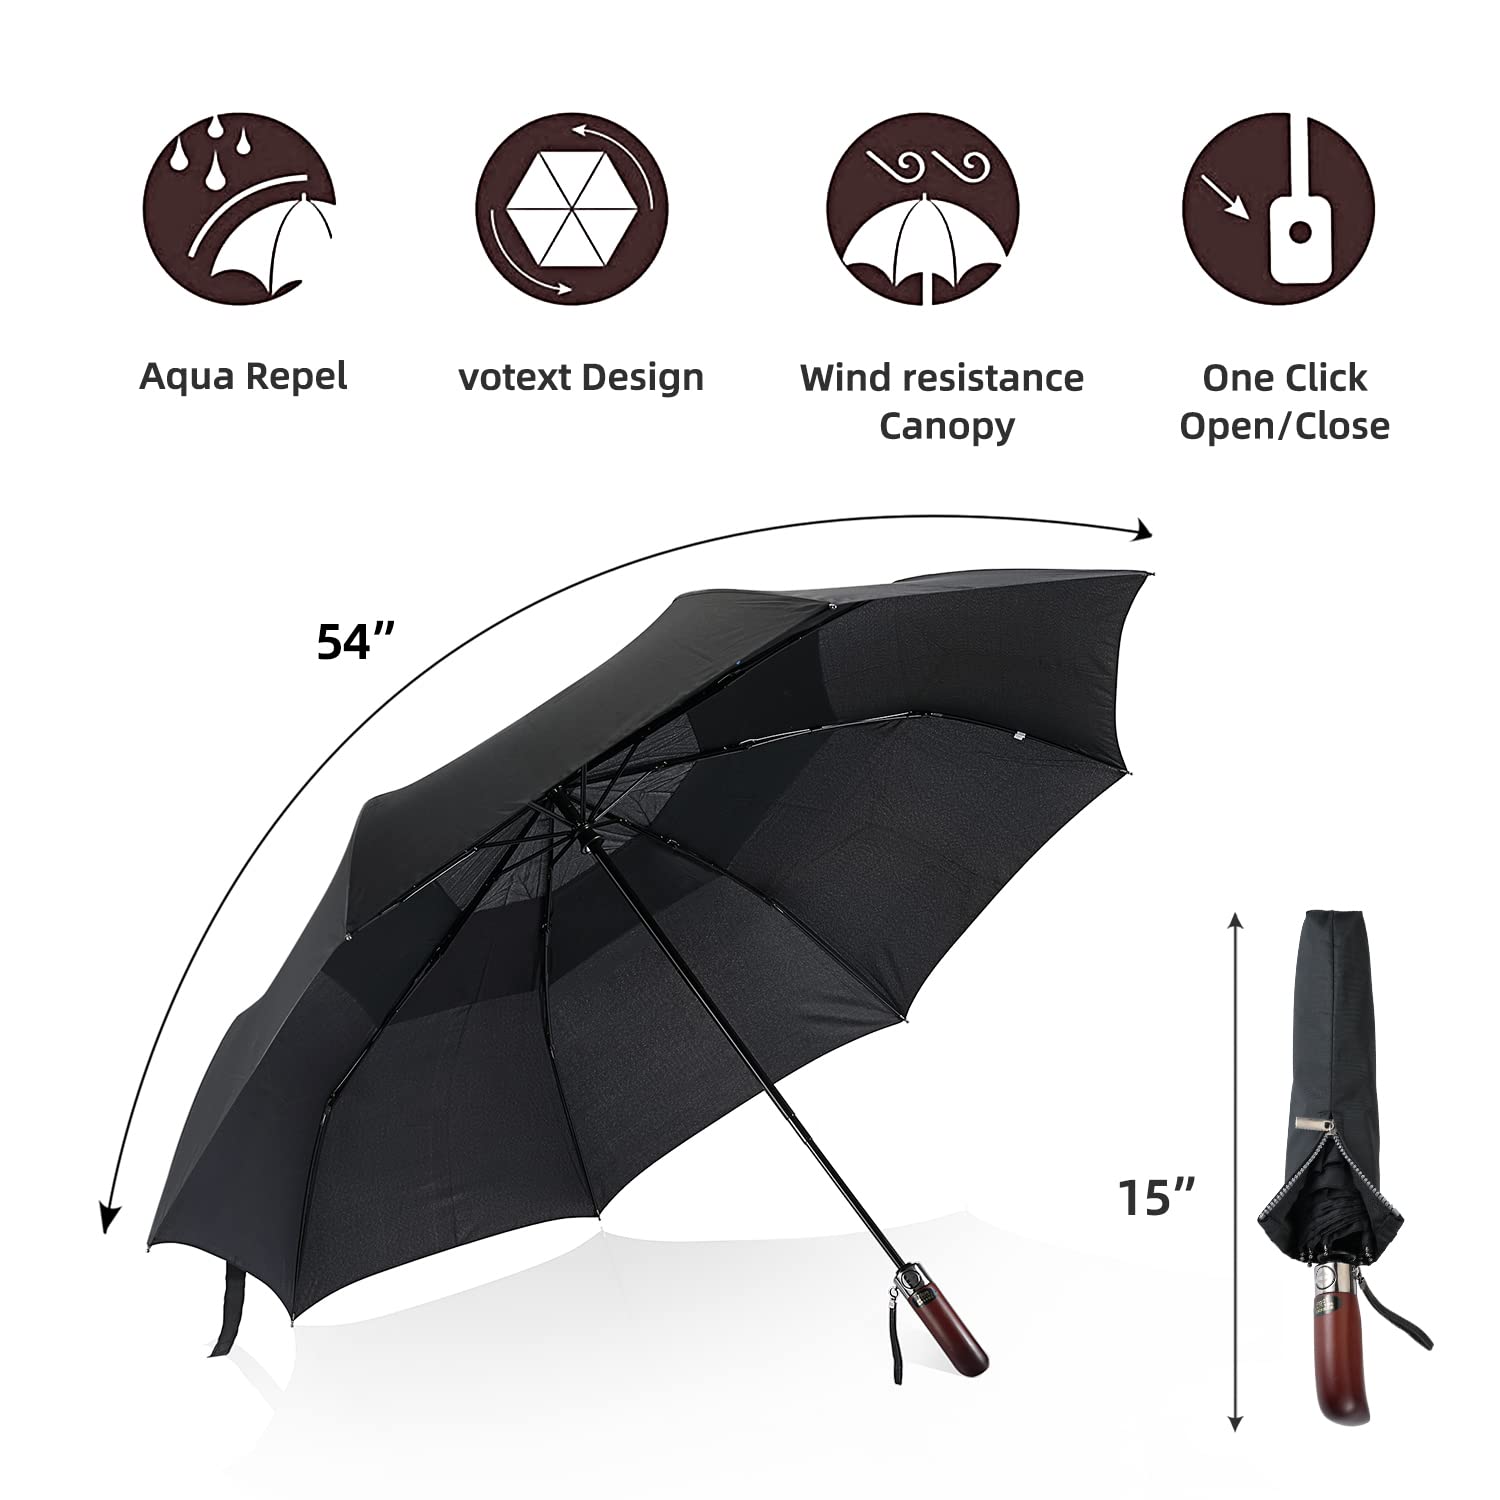 Aqua Repel
votext Design
Wind resistance
Canopy
One Click
Open/Close
54”
15”